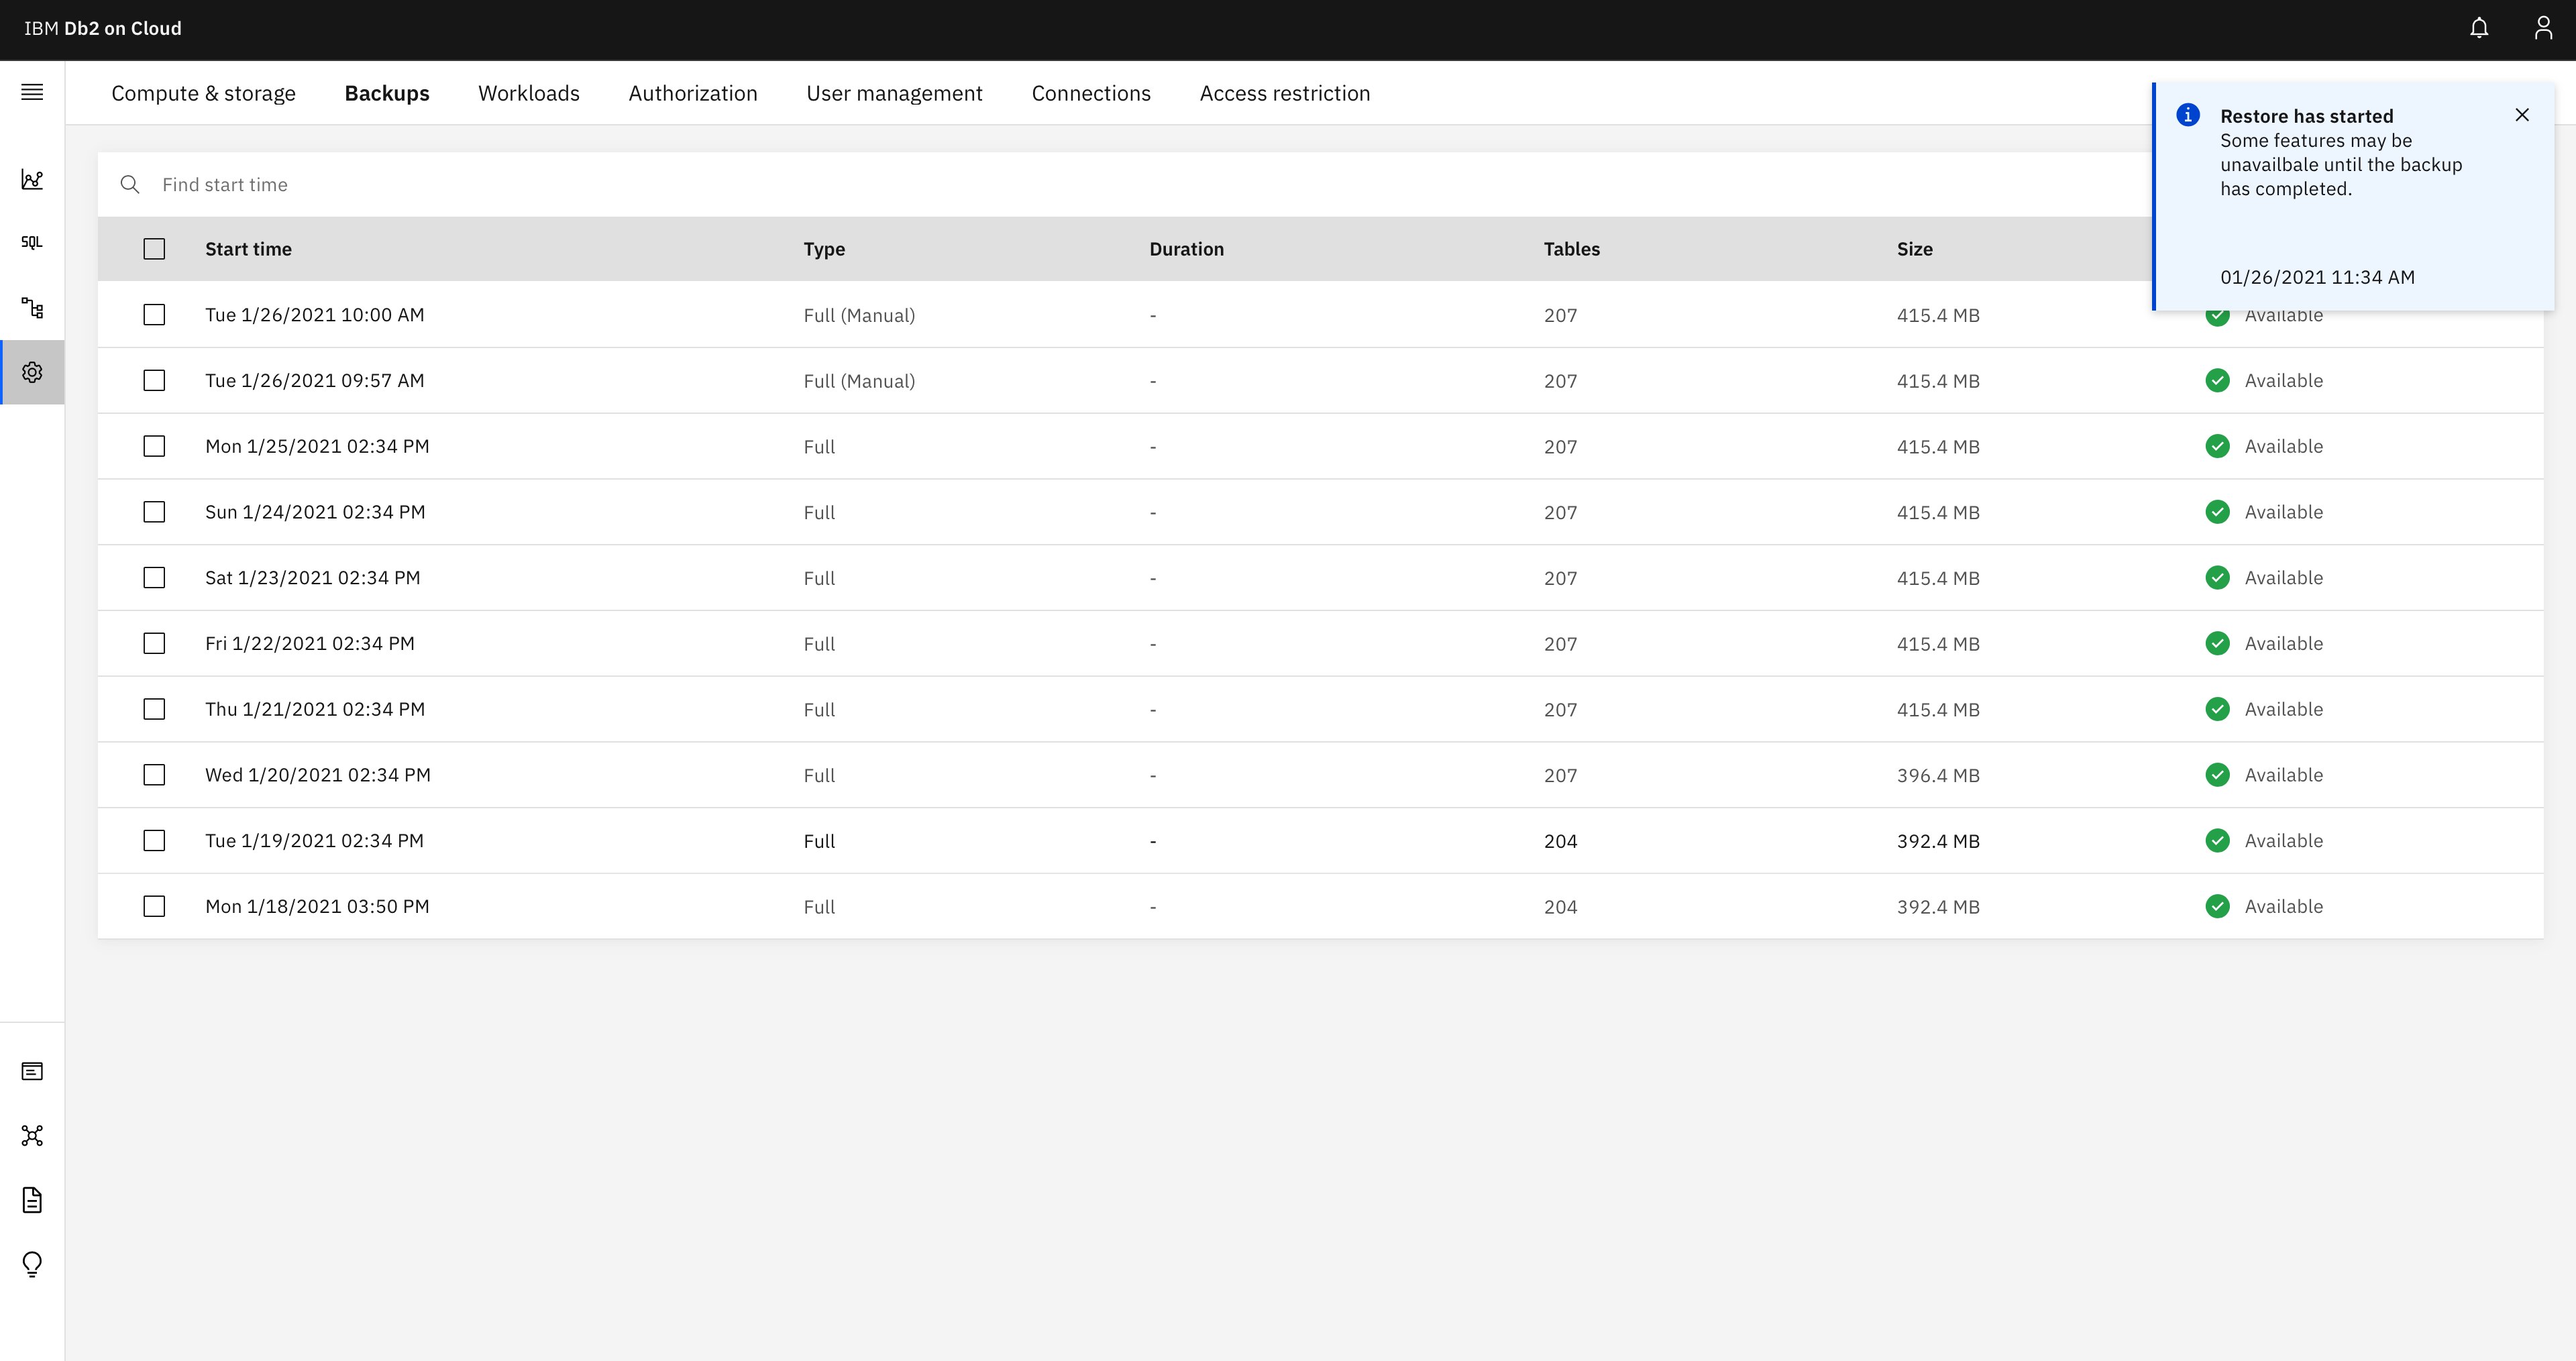 IBM Db2 on Cloud
Compute & storage Backups Workloads Authorization User management Connections Access restriction
Restore has started
Some features may be
unavailbale until the backup
has completed.
01/26/2021 11:34 AM
Find start time
Start time Type Duration Tables Size
Tue 1/26/2021 10:00 AM Full (Manual) - 207 415.4 MB Available
Tue 1/26/2021 09:57 AM Full (Manual) - 207 415.4 MB Available
Mon 1/25/2021 02:34 PM Full - 207 415.4 MB Available
Sun 1/24/2021 02:34 PM Full - 207 415.4 MB Available
Sat 1/23/2021 02:34 PM Full - 207 415.4 MB Available
Fri 1/22/2021 02:34 PM Full - 207 415.4 MB Available
Thu 1/21/2021 02:34 PM Full - 207 415.4 MB Available
Wed 1/20/2021 02:34 PM Full - 207 396.4 MB Available
Tue 1/19/2021 02:34 PM Full - 204 392.4 MB Available
Mon 1/18/2021 03:50 PM Full - 204 392.4 MB Available
SQL